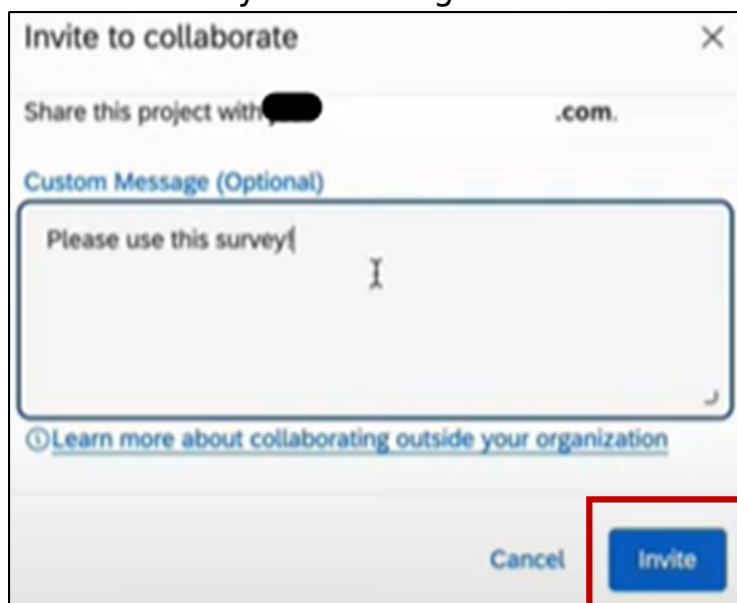 Invite to collaborate
Share this project with .com.
Custom Message (Optional)
Please use this survey!
Learn more about collaborating outside your organization
Cancel Invite